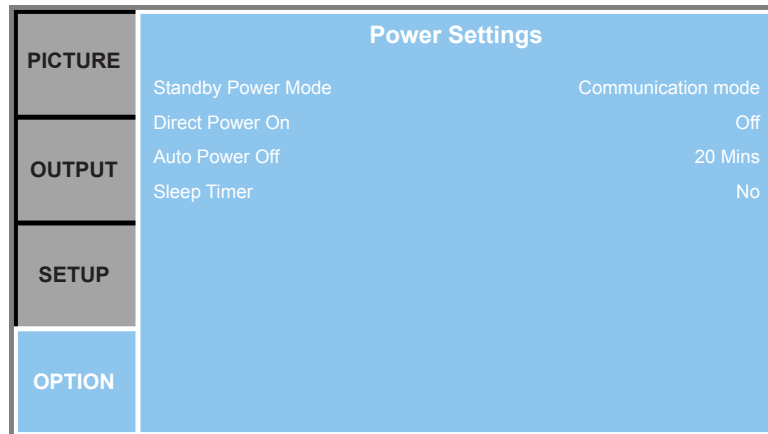 PICTURE
OUTPUT
SETUP
OPTION
Power Settings
Standby Power Mode Communication mode
Direct Power On Off
Auto Power Off 20 Mins
Sleep Timer No